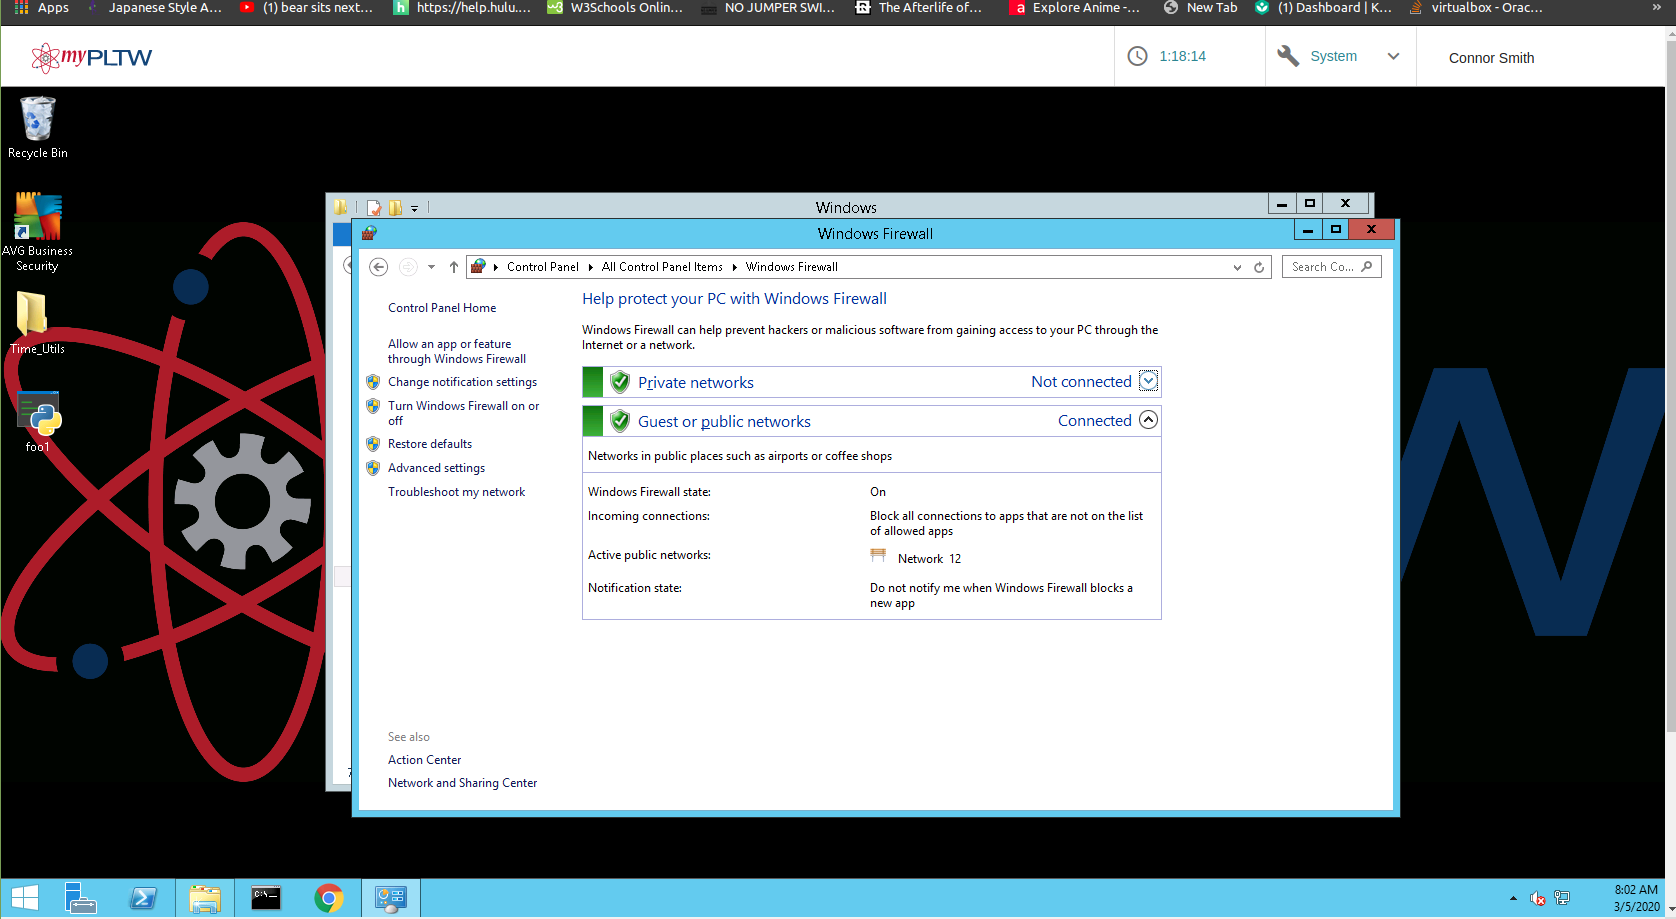 Apps
Japanese Style A...
(1) bear sits next...
https://help.hulu....
W3Schools Onlin...
NO JUMPER SWI...
The Afterlife of...
Explore Anime -...
New Tab
(1) Dashboard | K...
virtualbox - Orac...
»
myPLTW
1:18:14
System
Connor Smith
Recycle Bin
AVG Business
Security
Time_Utils
foo1
Windows
Windows Firewall
Control Panel
All Control Panel Items
Windows Firewall
Search Co...
Control Panel Home
Allow an app or feature
through Windows Firewall
Change notification settings
Turn Windows Firewall on or
off
Restore defaults
Advanced settings
Troubleshoot my network
See also
Action Center
Network and Sharing Center
Help protect your PC with Windows Firewall
Windows Firewall can help prevent hackers or malicious software from gaining access to your PC through the
Internet or a network.
Private networks Not connected
Guest or public networks Connected
Networks in public places such as airports or coffee shops
Windows Firewall state: On
Incoming connections: Block all connections to apps that are not on the list
of allowed apps
Active public networks: Network 12
Notification state: Do not notify me when Windows Firewall blocks a
new app
W
8:02 AM
3/5/2020